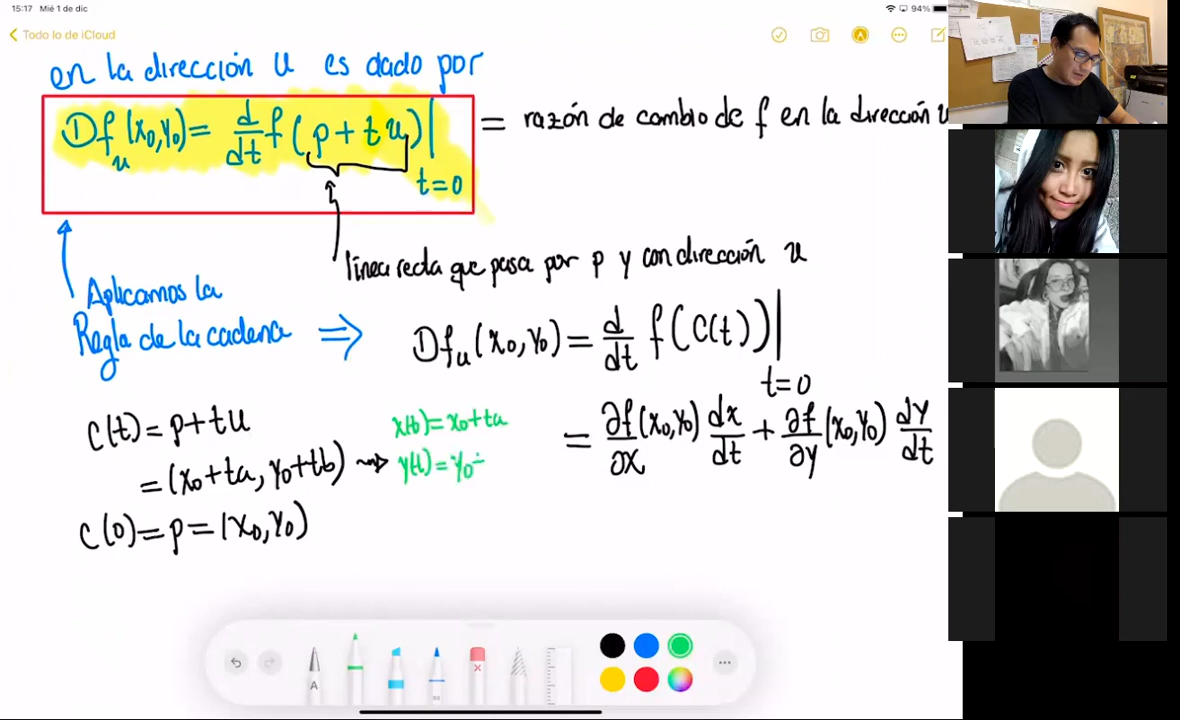 15:17 Mié 1 de dic
94%
Todo lo de iCloud
en la dirección u es dado por
Df_u(x₀,y₀) = d/dt f(p+tu)|_{t=0} = razón de cambio de f en la dirección u
línea recta que pasa por p y con dirección u
Aplicamos la
Regla de la cadena ⇒ Df_u(x₀,y₀) = d/dt f(c(t))|_{t=0}
= ∂f/∂x (x₀,y₀) dx/dt + ∂f/∂y (x₀,y₀) dy/dt
c(t) = p+tu
= (x₀+ta, y₀+tb) ⇝ x(t) = x₀+ta
y(t) = y₀+
c(0) = p = (x₀,y₀)
A